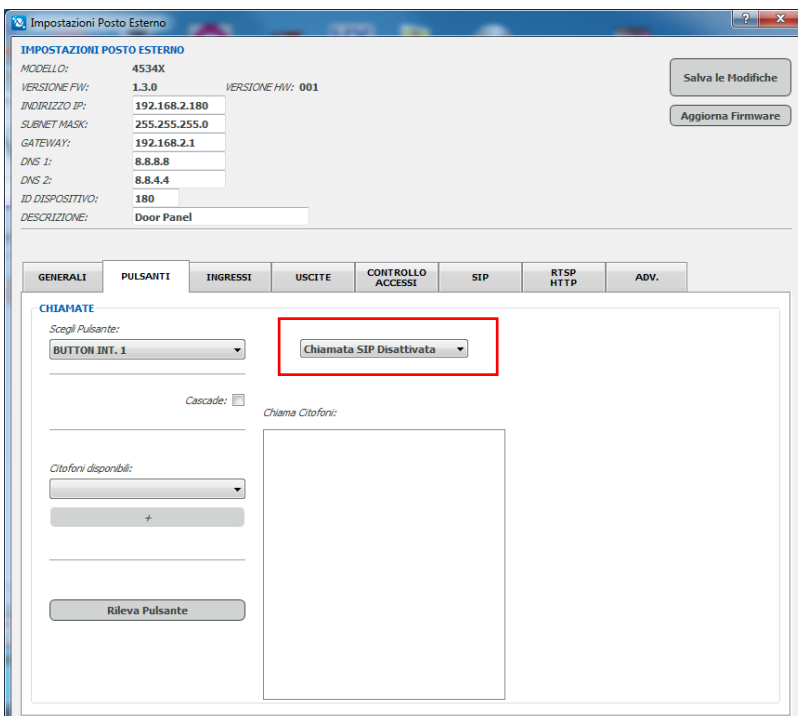 Impostazioni Posto Esterno
IMPOSTAZIONI POSTO ESTERNO
MODELLO: 4534X
VERSIONE FW: 1.3.0 VERSIONE HW: 001
INDIRIZZO IP: 192.168.2.180
SUBNET MASK: 255.255.255.0
GATEWAY: 192.168.2.1
DNS 1: 8.8.8.8
DNS 2: 8.8.4.4
ID DISPOSITIVO: 180
DESCRIZIONE: Door Panel
Salva le Modifiche
Aggiorna Firmware
GENERALI PULSANTI INGRESSI USCITE CONTROLLO ACCESSI SIP RTSP HTTP ADV.
CHIAMATE
Scegli Pulsante:
BUTTON INT. 1 Chiamata SIP Disattivata
Cascade:
Chiama Citofoni:
Citofoni disponibili:
+
Rileva Pulsante